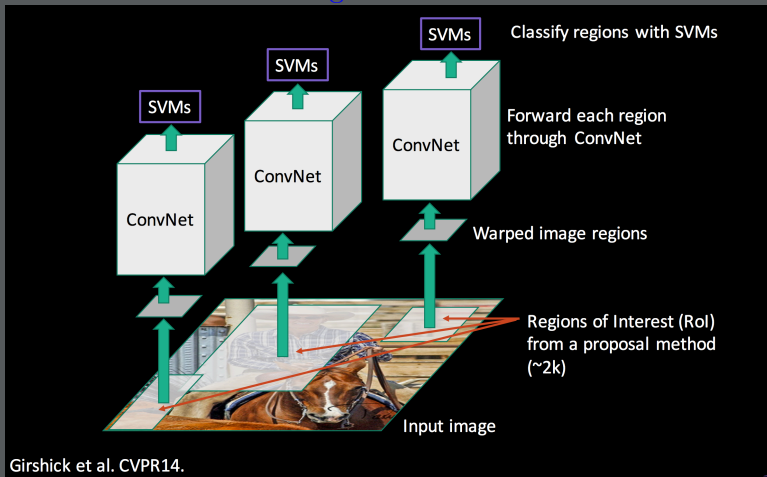 SVMs
Classify regions with SVMs
SVMs
SVMs
Forward each region
through ConvNet
ConvNet
ConvNet
ConvNet
Warped image regions
Regions of Interest (RoI)
from a proposal method
(~2k)
Input image
Girshick et al. CVPR14.